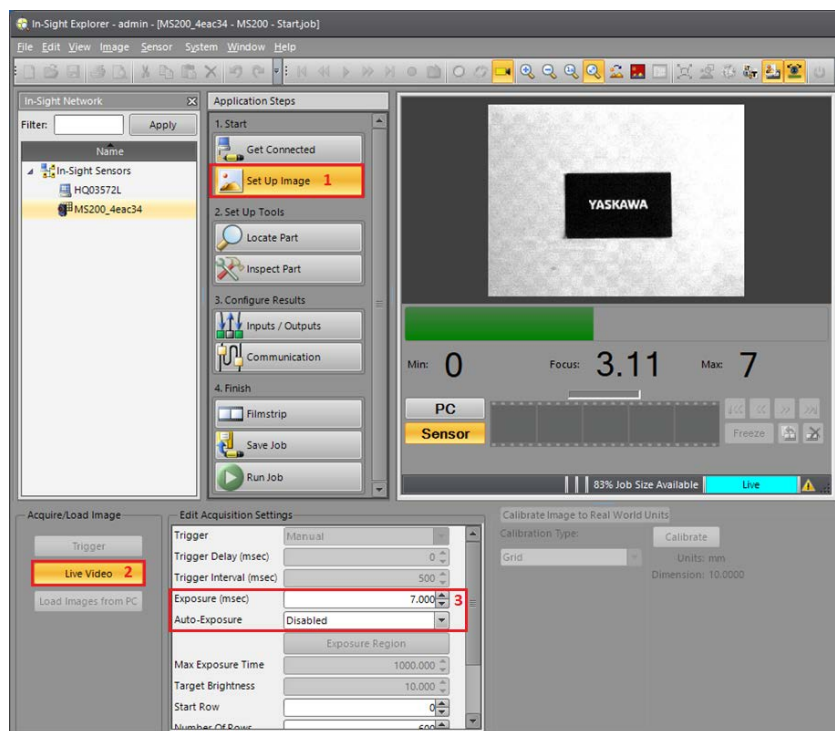 In-Sight Explorer - admin - [MS200_4eac34 - MS200 - Start.job]
File Edit View Image Sensor System Window Help
In-Sight Network
Filter:
Apply
Name
In-Sight Sensors
HQ03572L
MS200_4eac34
Application Steps
1. Start
Get Connected
Set Up Image 1
2. Set Up Tools
Locate Part
Inspect Part
3. Configure Results
Inputs / Outputs
Communication
4. Finish
Filmstrip
Save Job
Run Job
YASKAWA
Min: 0 Focus: 3.11 Max: 7
PC
Sensor
Freeze
83% Job Size Available Live
Acquire/Load Image
Trigger
Live Video 2
Load Images from PC
Edit Acquisition Settings
Trigger Manual
Trigger Delay (msec) 0
Trigger Interval (msec) 500
Exposure (msec) 7.000 3
Auto-Exposure Disabled
Exposure Region
Max Exposure Time 1000.000
Target Brightness 10.000
Start Row 0
Number Of Rows 600
Calibrate Image to Real World Units
Calibration Type:
Calibrate
Grid
Units: mm
Dimension: 10.0000